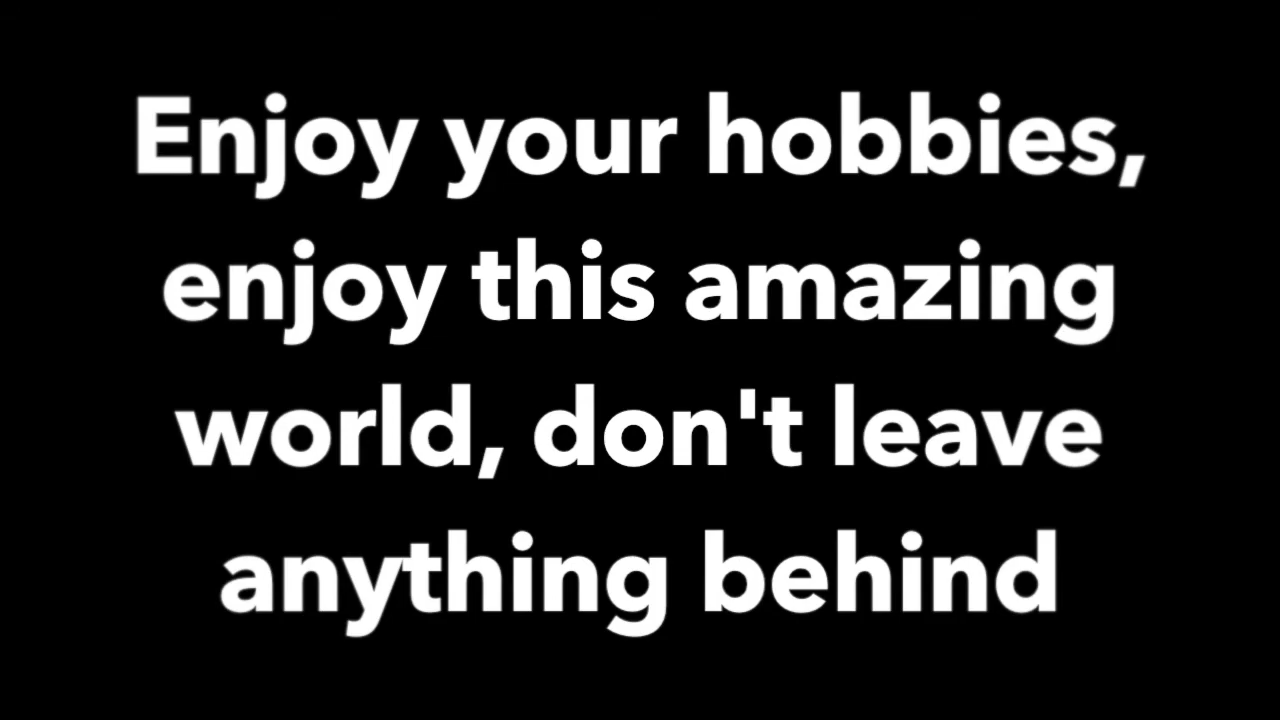 Enjoy your hobbies,
enjoy this amazing
world, don't leave
anything behind